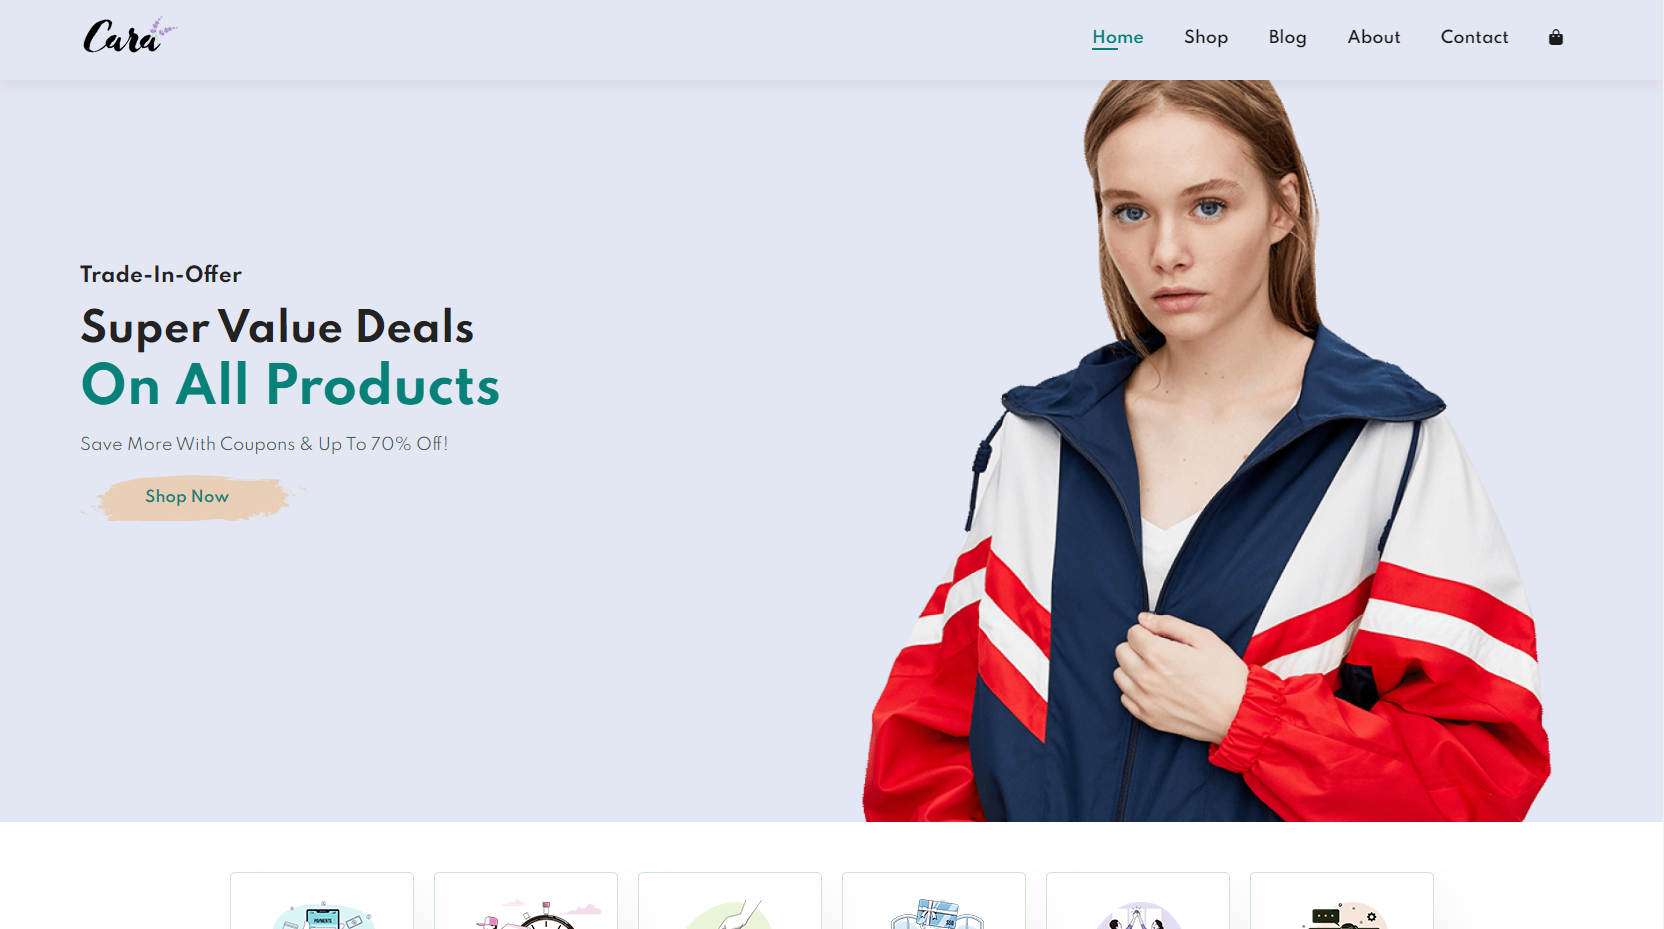 Cara
Home Shop Blog About Contact
Trade-In-Offer
Super Value Deals
On All Products
Save More With Coupons & Up To 70% Off!
Shop Now
PAYMENTS